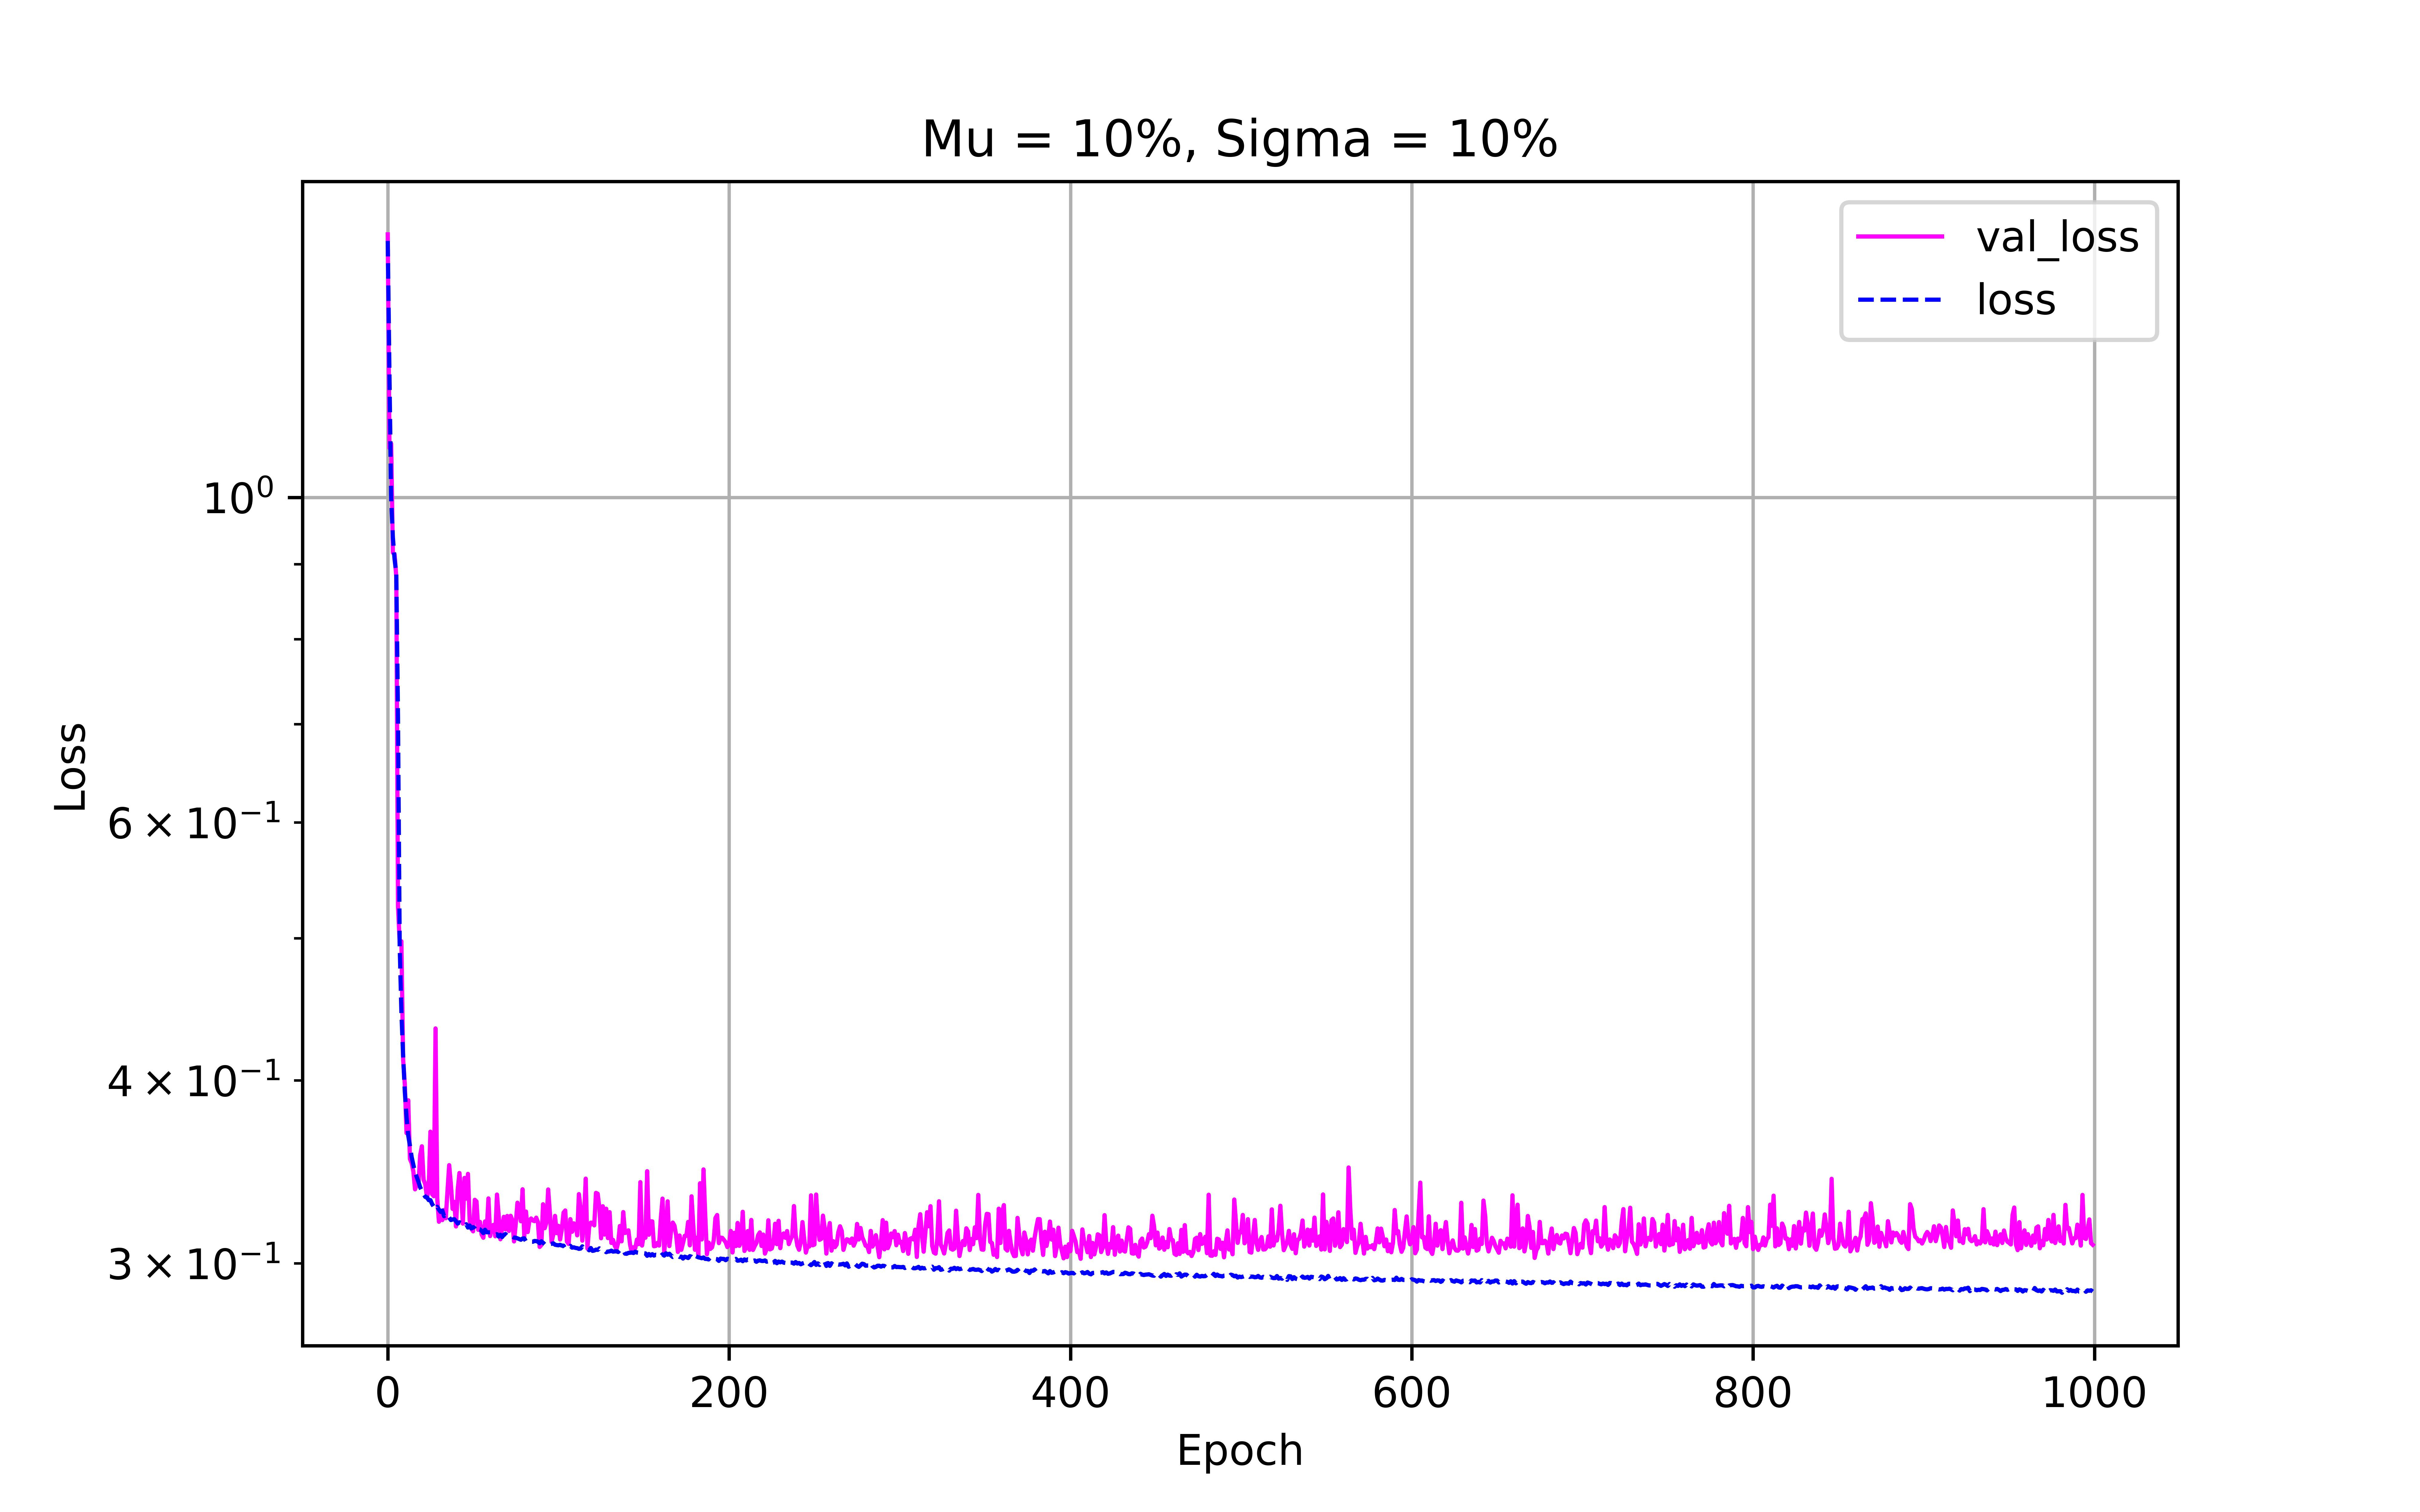 Mu = 10%, Sigma = 10%
val_loss
loss
10⁰
6 × 10⁻¹
4 × 10⁻¹
3 × 10⁻¹
Loss
0 200 400 600 800 1000
Epoch